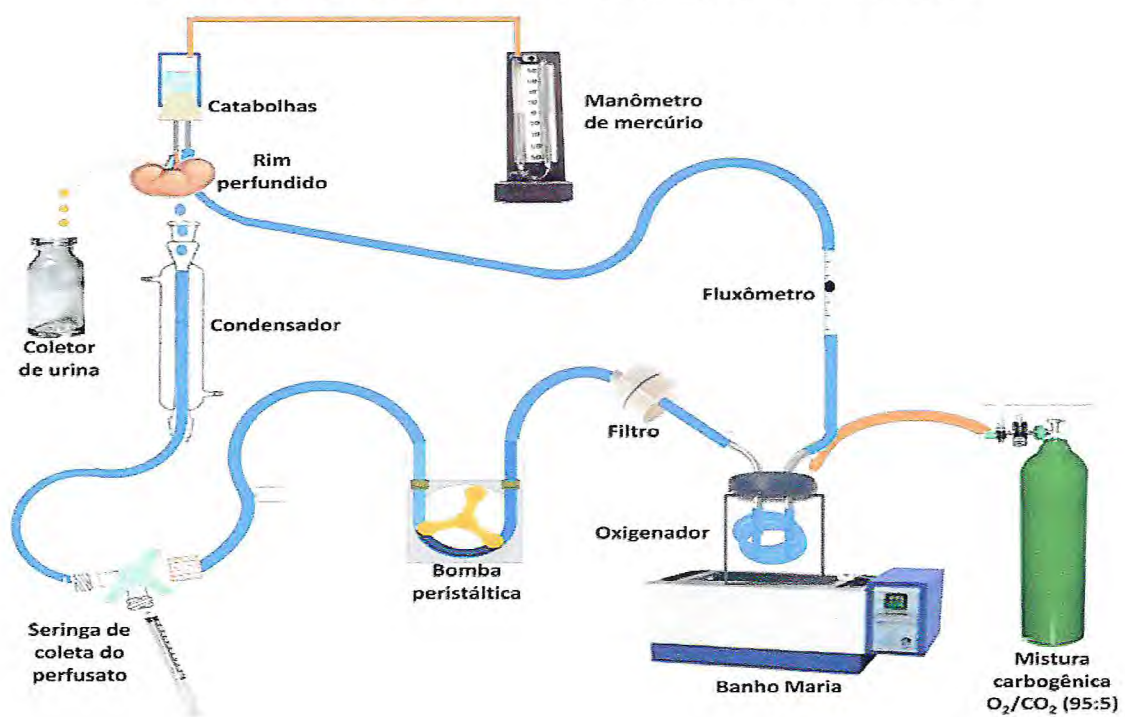 Catabolhas
Manômetro
de mercúrio
Rim
perfundido
Fluxômetro
Condensador
Coletor
de urina
Filtro
Oxigenador
Bomba
peristáltica
Seringa de
coleta do
perfusato
Banho Maria
Mistura
carbogênica
O₂/CO₂ (95:5)